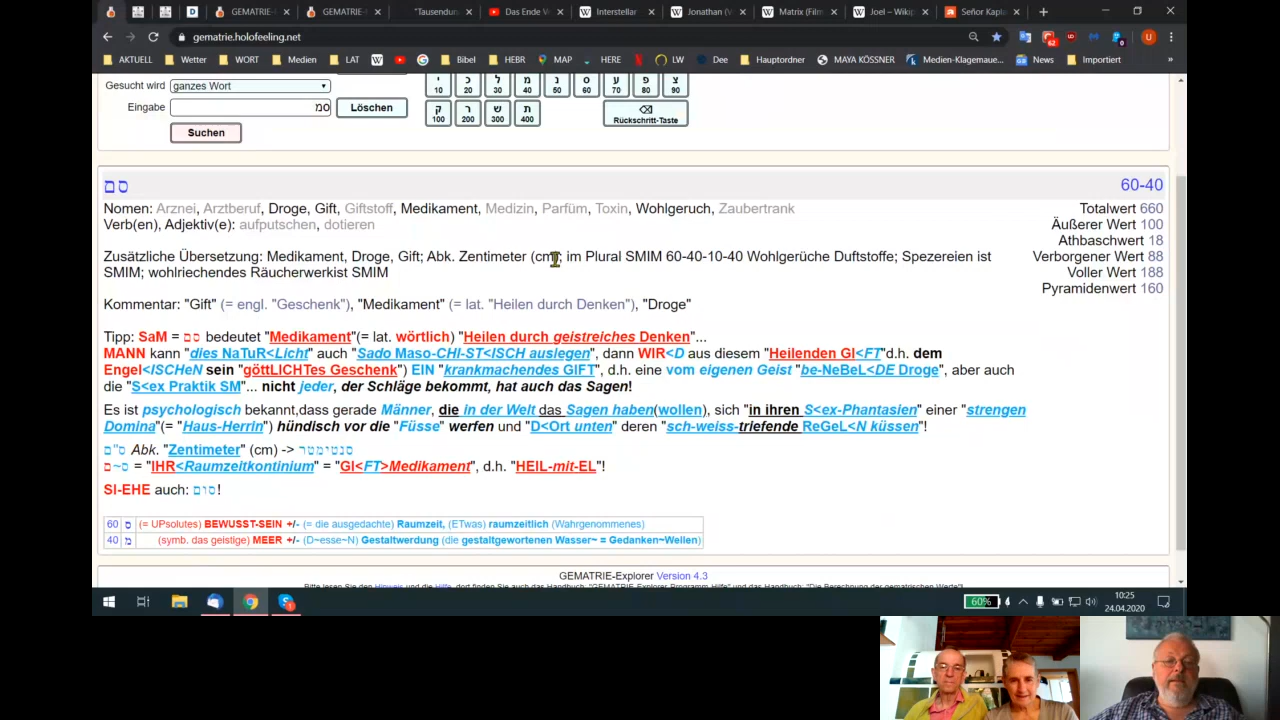 GEMATRIE-
GEMATRIE-
"Tausendun
Das Ende V
Interstellar
Jonathan (V
Matrix (Film
Joel – Wikip
Señor Kapla
gematrie.holofeeling.net
AKTUELL Wetter WORT Medien LAT Bibel HEBR MAP HERE LW Dee Hauptordner MAYA KÖSSNER Medien-Klagemaue... News Importiert »
Gesucht wird ganzes Wort
Eingabe סמ Löschen
Suchen
י כ ל מ נ ס ע פ צ
10 20 30 40 50 60 70 80 90
ק ר ש ת
100 200 300 400 Rückschritt-Taste
סם 60-40
Nomen: Arznei, Arztberuf, Droge, Gift, Giftstoff, Medikament, Medizin, Parfüm, Toxin, Wohlgeruch, Zaubertrank
Verb(en), Adjektiv(e): aufputschen, dotieren
Totalwert 660
Äußerer Wert 100
Athbaschwert 18
Verborgener Wert 88
Voller Wert 188
Pyramidenwert 160
Zusätzliche Übersetzung: Medikament, Droge, Gift; Abk. Zentimeter (cm); im Plural SMIM 60-40-10-40 Wohlgerüche Duftstoffe; Spezereien ist
SMIM; wohlriechendes Räucherwerkist SMIM
Kommentar: "Gift" (= engl. "Geschenk"), "Medikament" (= lat. "Heilen durch Denken"), "Droge"
Tipp: SaM = סם bedeutet "Medikament"(= lat. wörtlich) "Heilen durch geistreiches Denken"...
MANN kann "dies NaTuR<Licht" auch "Sado Maso-CHI-ST<ISCH auslegen", dann WIR<D aus diesem "Heilenden GI<FT"d.h. dem
Engel<ISCHeN sein "göttLICHTes Geschenk") EIN "krankmachendes GIFT", d.h. eine vom eigenen Geist "be-NeBeL<DE Droge", aber auch
die "S<ex Praktik SM"... nicht jeder, der Schläge bekommt, hat auch das Sagen!
Es ist psychologisch bekannt,dass gerade Männer, die in der Welt das Sagen haben(wollen), sich "in ihren S<ex-Phantasien" einer "strengen
Domina"(= "Haus-Herrin") hündisch vor die "Füsse" werfen und "D<Ort unten" deren "sch-weiss-triefende ReGeL<N küssen"!
ס"ם Abk. "Zentimeter" (cm) -> סנטימטר
ס~ם = "IHR<Raumzeitkontinium" = "GI<FT>Medikament", d.h. "HEIL-mit-EL"!
SI-EHE auch: סום!
60 ס (= UPsolutes) BEWUSST-SEIN +/- (= die ausgedachte) Raumzeit, (ETwas) raumzeitlich (Wahrgenommenes)
40 מ (symb. das geistige) MEER +/- (D~esse~N) Gestaltwerdung (die gestaltgewortenen Wasser~ = Gedanken~Wellen)
GEMATRIE-Explorer Version 4.3
60%
10:25
24.04.2020